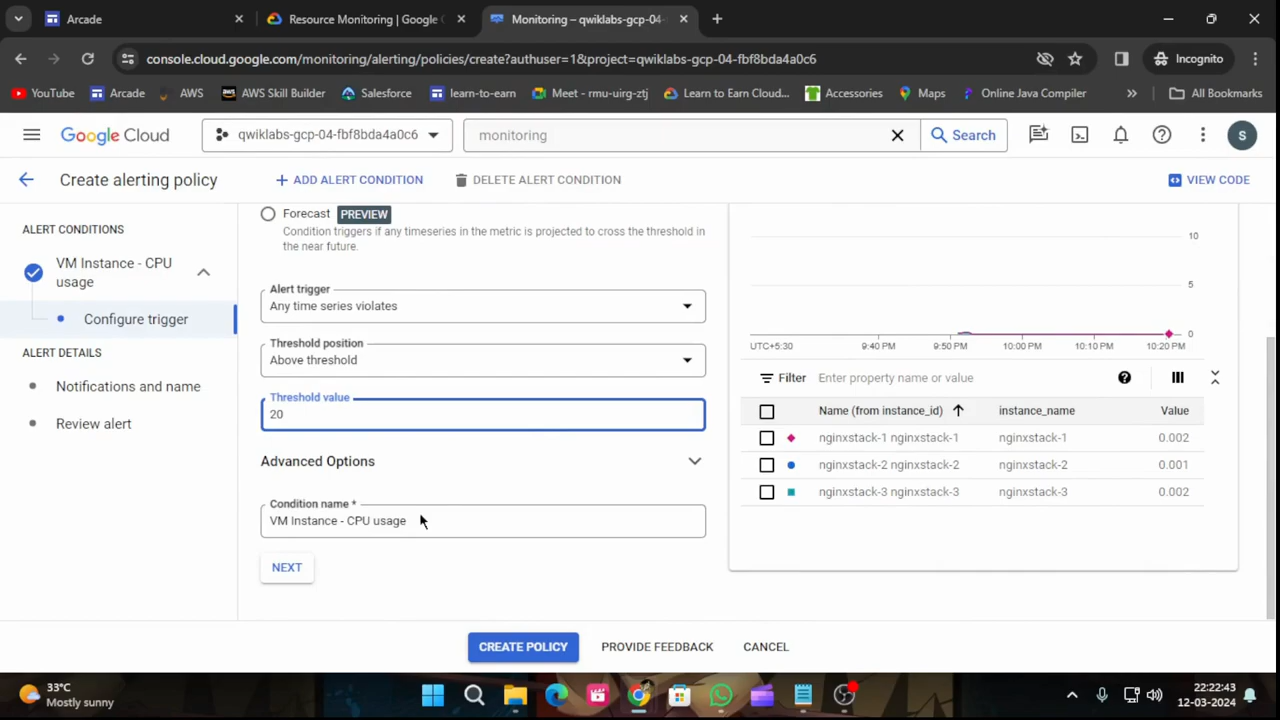 Arcade
Resource Monitoring | Google C
Monitoring – qwiklabs-gcp-04-
console.cloud.google.com/monitoring/alerting/policies/create?authuser=1&project=qwiklabs-gcp-04-fbf8bda4a0c6
Incognito
YouTube
Arcade
AWS
AWS Skill Builder
Salesforce
learn-to-earn
Meet - rmu-uirg-ztj
Learn to Earn Cloud...
Accessories
Maps
Online Java Compiler
All Bookmarks
Google Cloud
qwiklabs-gcp-04-fbf8bda4a0c6
monitoring
Search
S
Create alerting policy
ADD ALERT CONDITION
DELETE ALERT CONDITION
VIEW CODE
ALERT CONDITIONS
VM Instance - CPU
usage
Configure trigger
ALERT DETAILS
Notifications and name
Review alert
Forecast PREVIEW
Condition triggers if any timeseries in the metric is projected to cross the threshold in
the near future.
Alert trigger
Any time series violates
Threshold position
Above threshold
Threshold value
20
Advanced Options
Condition name *
VM Instance - CPU usage
NEXT
10
5
0
UTC+5:30 9:40 PM 9:50 PM 10:00 PM 10:10 PM 10:20 PM
Filter Enter property name or value
Name (from instance_id) instance_name Value
nginxstack-1 nginxstack-1 nginxstack-1 0.002
nginxstack-2 nginxstack-2 nginxstack-2 0.001
nginxstack-3 nginxstack-3 nginxstack-3 0.002
CREATE POLICY
PROVIDE FEEDBACK
CANCEL
33°C
Mostly sunny
22:22:43
12-03-2024